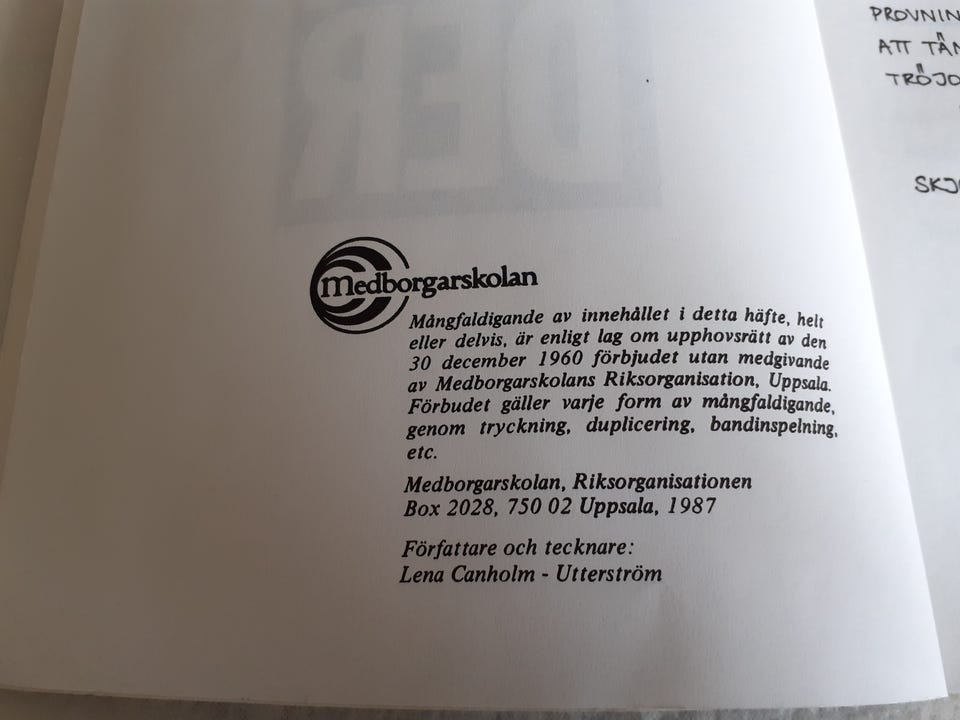 Medborgarskolan
Mångfaldigande av innehållet i detta häfte, helt
eller delvis, är enligt lag om upphovsrätt av den
30 december 1960 förbjudet utan medgivande
av Medborgarskolans Riksorganisation, Uppsala.
Förbudet gäller varje form av mångfaldigande,
genom tryckning, duplicering, bandinspelning,
etc.
Medborgarskolan, Riksorganisationen
Box 2028, 750 02 Uppsala, 1987
Författare och tecknare:
Lena Canholm - Utterström
ATT